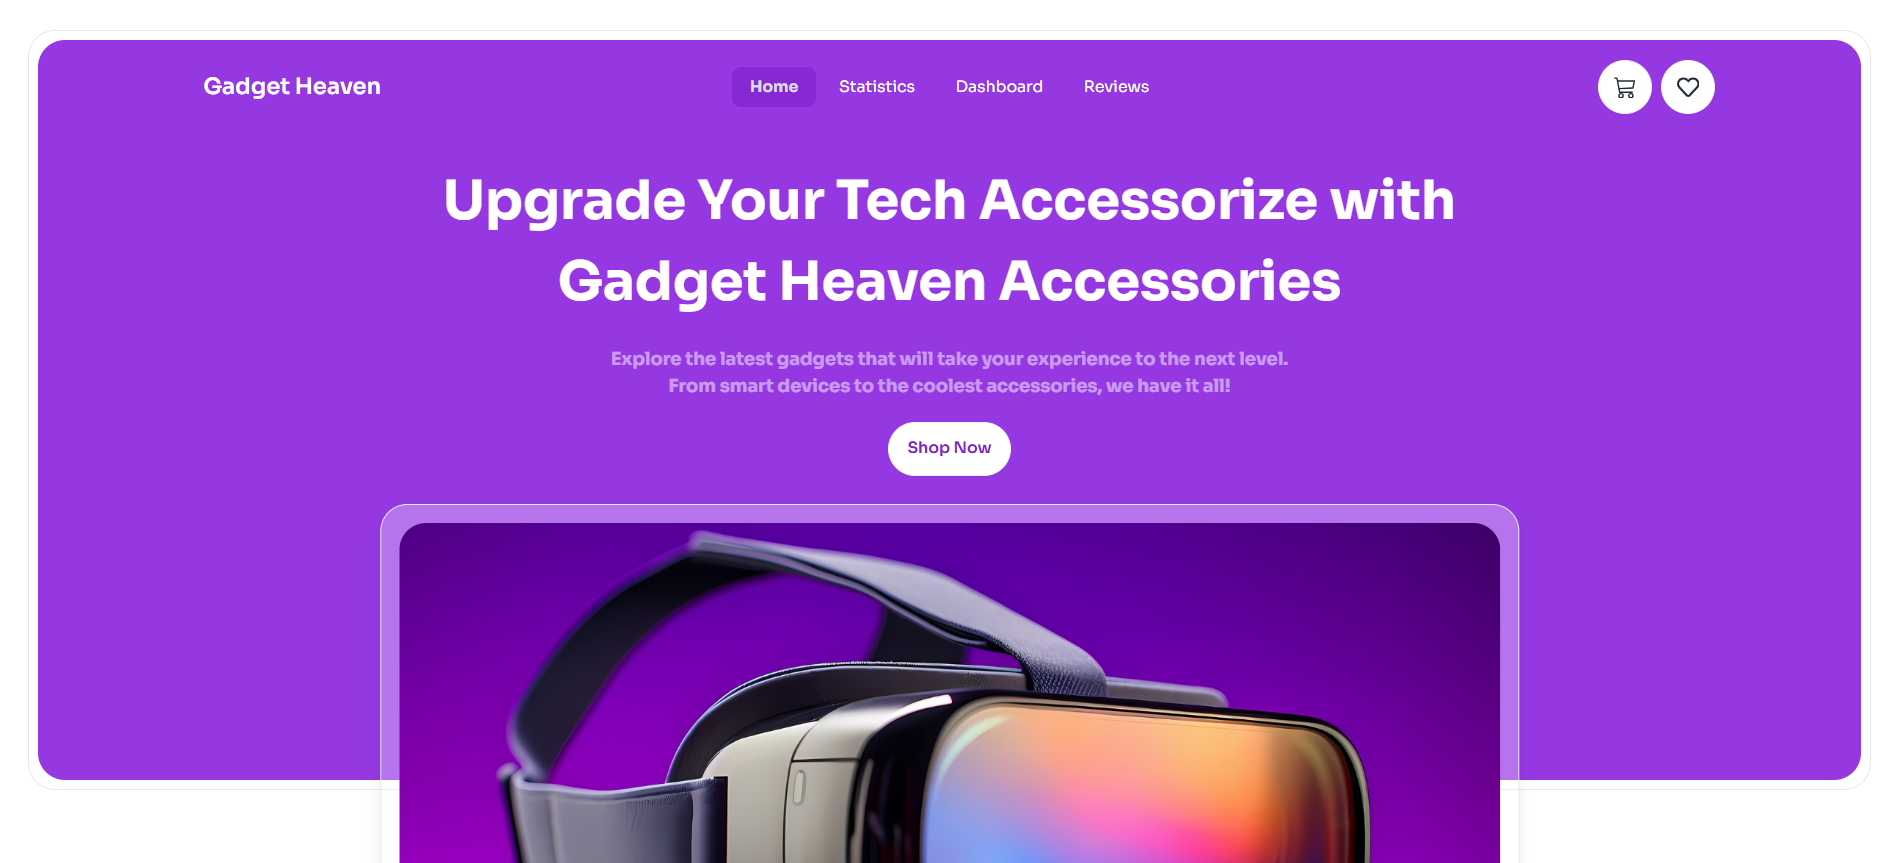 Gadget Heaven
Home Statistics Dashboard Reviews
Upgrade Your Tech Accessorize with
Gadget Heaven Accessories
Explore the latest gadgets that will take your experience to the next level.
From smart devices to the coolest accessories, we have it all!
Shop Now